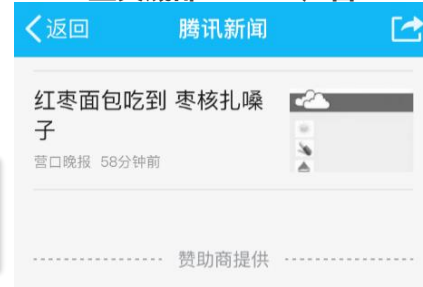 返回 腾讯新闻
红枣面包吃到 枣核扎嗓
子
营口晚报 58分钟前
赞助商提供